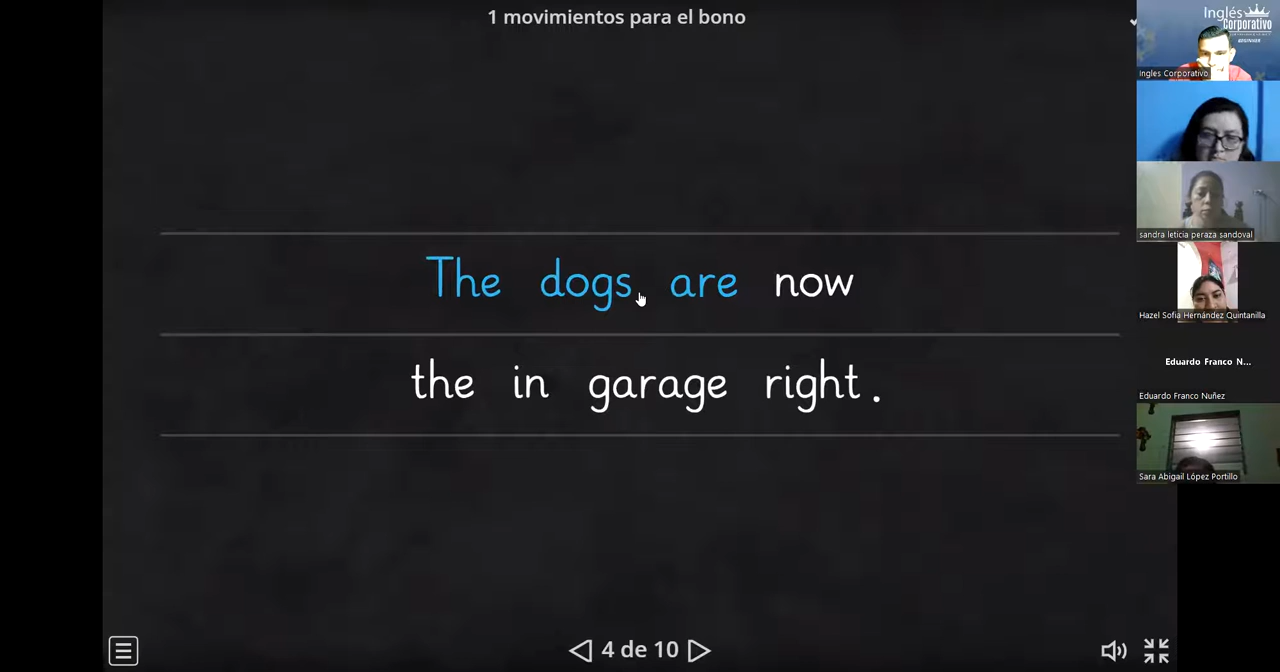 1 movimientos para el bono
The dogs are now
the in garage right.
4 de 10
Inglés
Corporativo
BEGINNER
Ingles Corporativo
sandra leticia peraza sandoval
Hazel Sofia Hernández Quintanilla
Eduardo Franco N...
Eduardo Franco Nuñez
Sara Abigail López Portillo